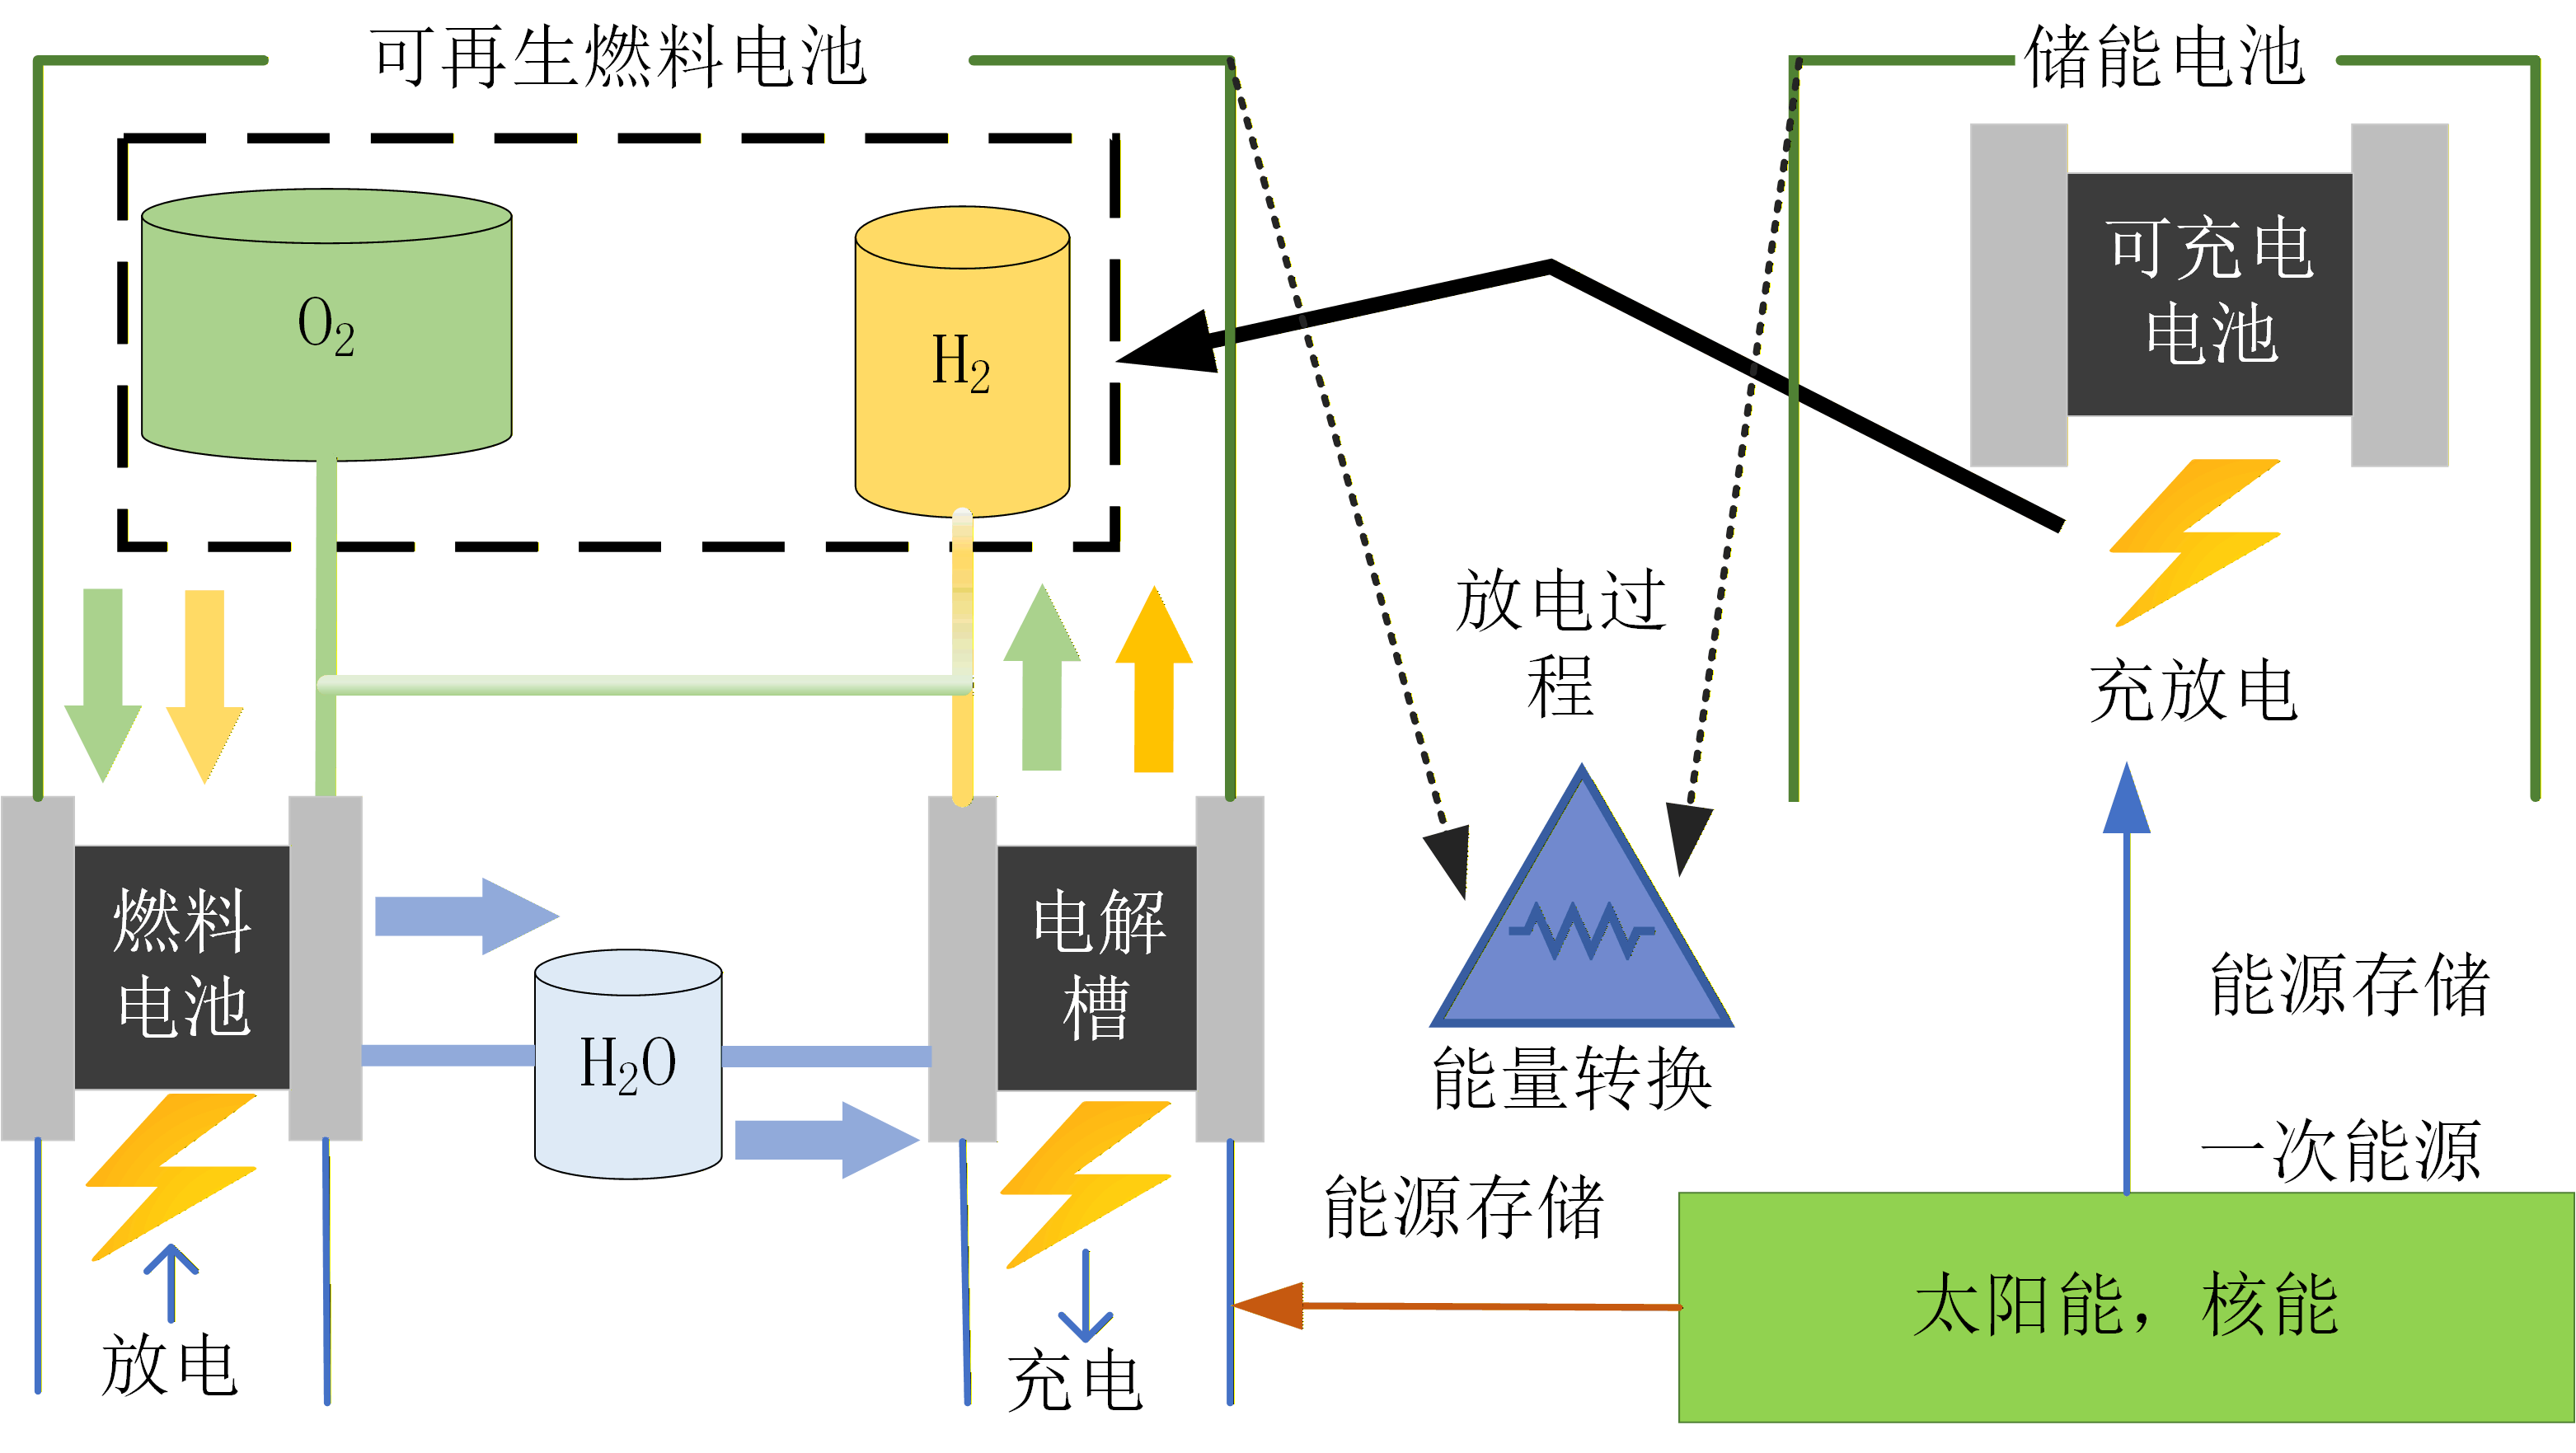 可再生燃料电池
储能电池
O₂
H₂
可充电
电池
放电过
程
充放电
燃料
电池
H₂O
电解
槽
能量转换
能源存储
一次能源
能源存储
太阳能，核能
放电
充电